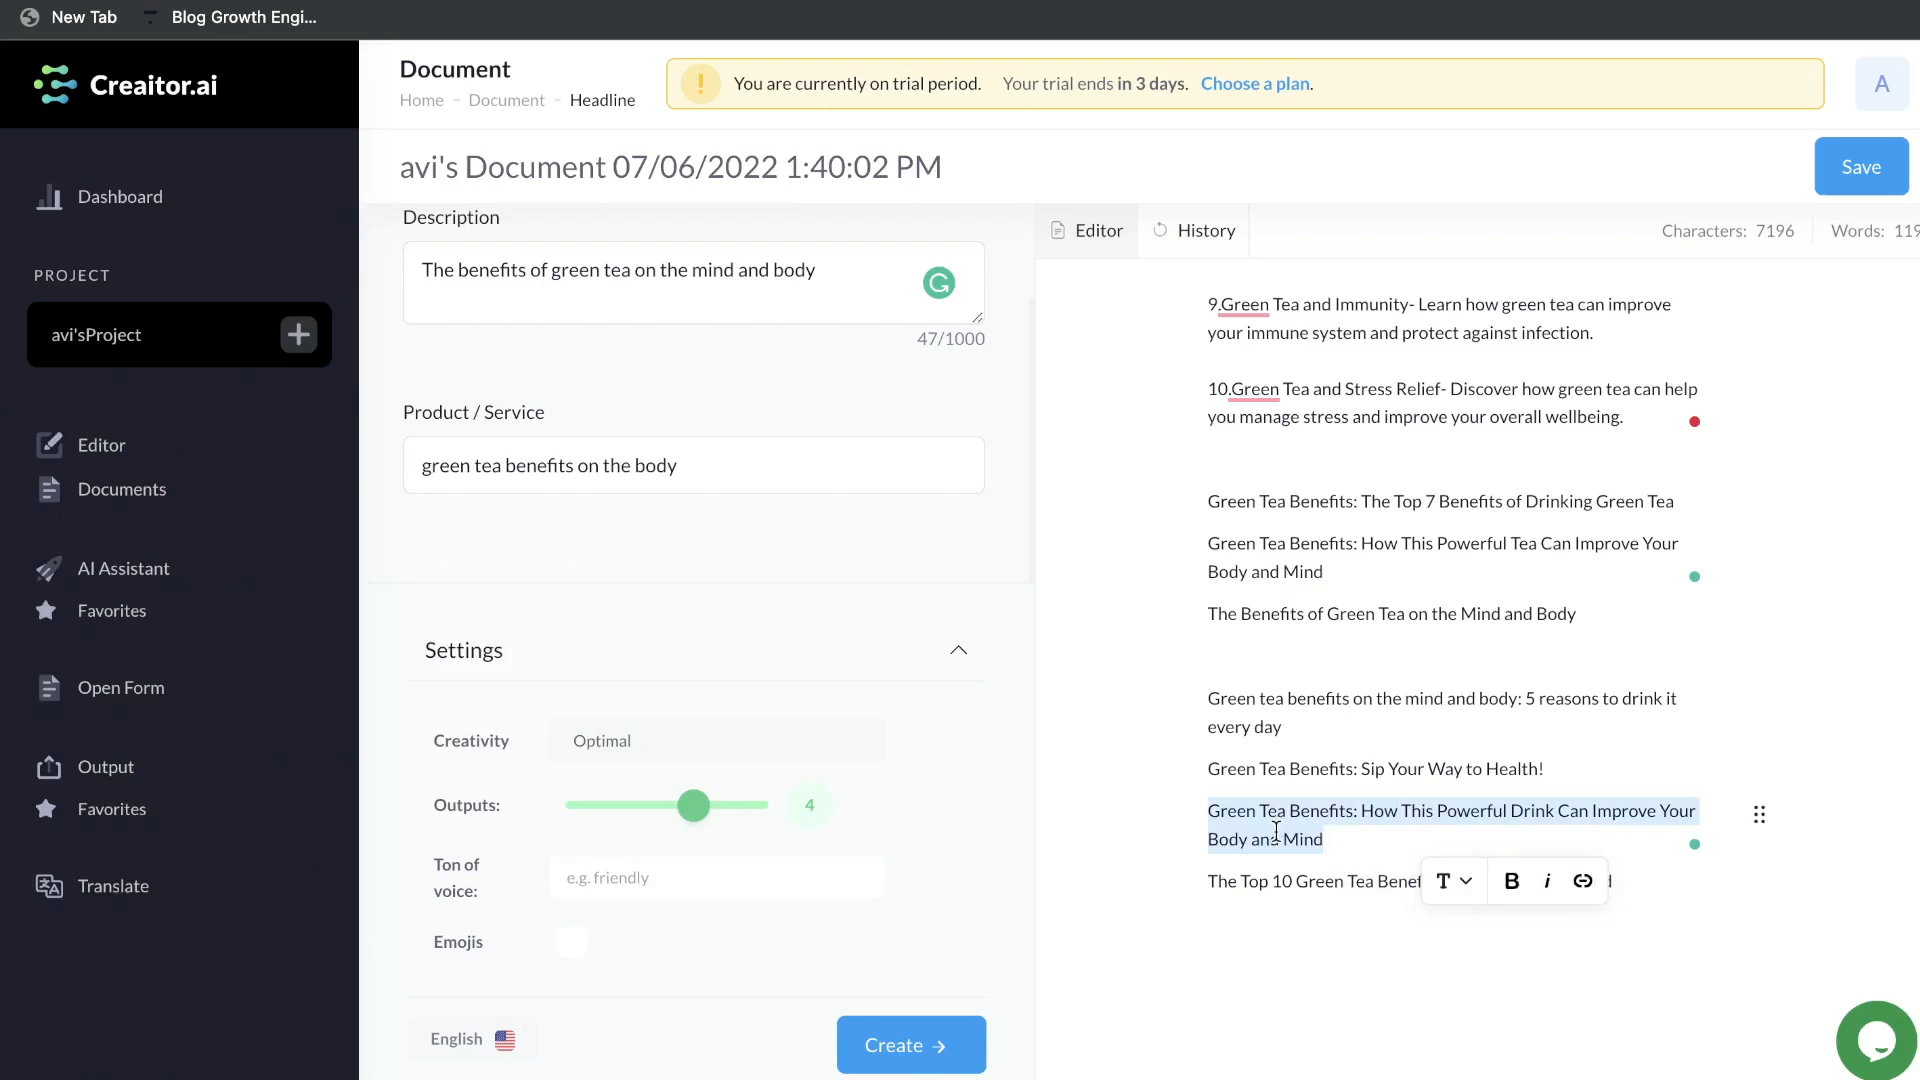 New Tab
Blog Growth Engi...
Creaitor.ai
Document
Home - Document - Headline
You are currently on trial period. Your trial ends in 3 days. Choose a plan.
A
avi's Document 07/06/2022 1:40:02 PM
Save
Dashboard
PROJECT
avi'sProject
Editor
Documents
AI Assistant
Favorites
Open Form
Output
Favorites
Translate
Description
The benefits of green tea on the mind and body
47/1000
Product / Service
green tea benefits on the body
Settings
Creativity
Optimal
Outputs:
4
Ton of
voice:
e.g. friendly
Emojis
English
Create
Editor
History
Characters: 7196
Words: 119
9.Green Tea and Immunity- Learn how green tea can improve
your immune system and protect against infection.
10.Green Tea and Stress Relief- Discover how green tea can help
you manage stress and improve your overall wellbeing.
Green Tea Benefits: The Top 7 Benefits of Drinking Green Tea
Green Tea Benefits: How This Powerful Tea Can Improve Your
Body and Mind
The Benefits of Green Tea on the Mind and Body
Green tea benefits on the mind and body: 5 reasons to drink it
every day
Green Tea Benefits: Sip Your Way to Health!
Green Tea Benefits: How This Powerful Drink Can Improve Your
Body and Mind
The Top 10 Green Tea
T B i